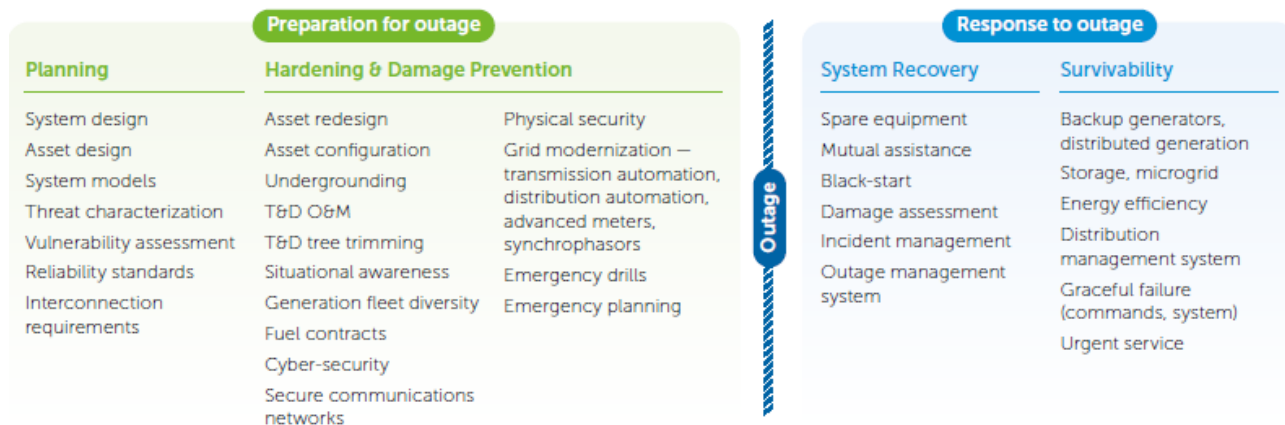 Preparation for outage
Planning
System design
Asset design
System models
Threat characterization
Vulnerability assessment
Reliability standards
Interconnection
requirements
Hardening & Damage Prevention
Asset redesign
Asset configuration
Undergrounding
T&D O&M
T&D tree trimming
Situational awareness
Generation fleet diversity
Fuel contracts
Cyber-security
Secure communications
networks
Physical security
Grid modernization —
transmission automation,
distribution automation,
advanced meters,
synchrophasors
Emergency drills
Emergency planning
Outage
Response to outage
System Recovery
Spare equipment
Mutual assistance
Black-start
Damage assessment
Incident management
Outage management
system
Survivability
Backup generators,
distributed generation
Storage, microgrid
Energy efficiency
Distribution
management system
Graceful failure
(commands, system)
Urgent service